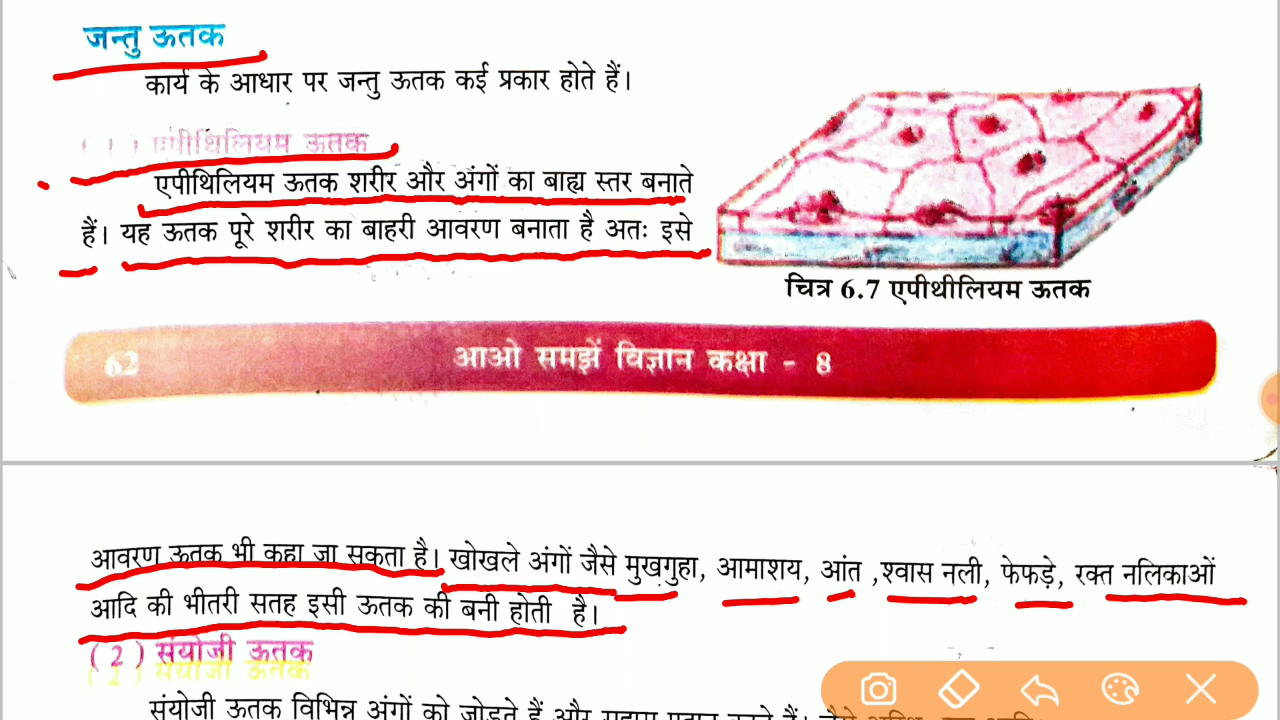 जन्तु ऊतक
कार्य के आधार पर जन्तु ऊतक कई प्रकार होते हैं।
( 1 ) एपीथिलियम ऊतक
एपीथिलियम ऊतक शरीर और अंगों का बाह्य स्तर बनाते
हैं। यह ऊतक पूरे शरीर का बाहरी आवरण बनाता है अतः इसे
चित्र 6.7 एपीथीलियम ऊतक
62
आओ समझें विज्ञान कक्षा - 8
आवरण ऊतक भी कहा जा सकता है। खोखले अंगों जैसे मुखगुहा, आमाशय, आंत ,श्वास नली, फेफड़े, रक्त नलिकाओं
आदि की भीतरी सतह इसी ऊतक की बनी होती है।
( 2 ) संयोजी ऊतक
संयोजी ऊतक विभिन्न अंगों को जोड़ते हैं और